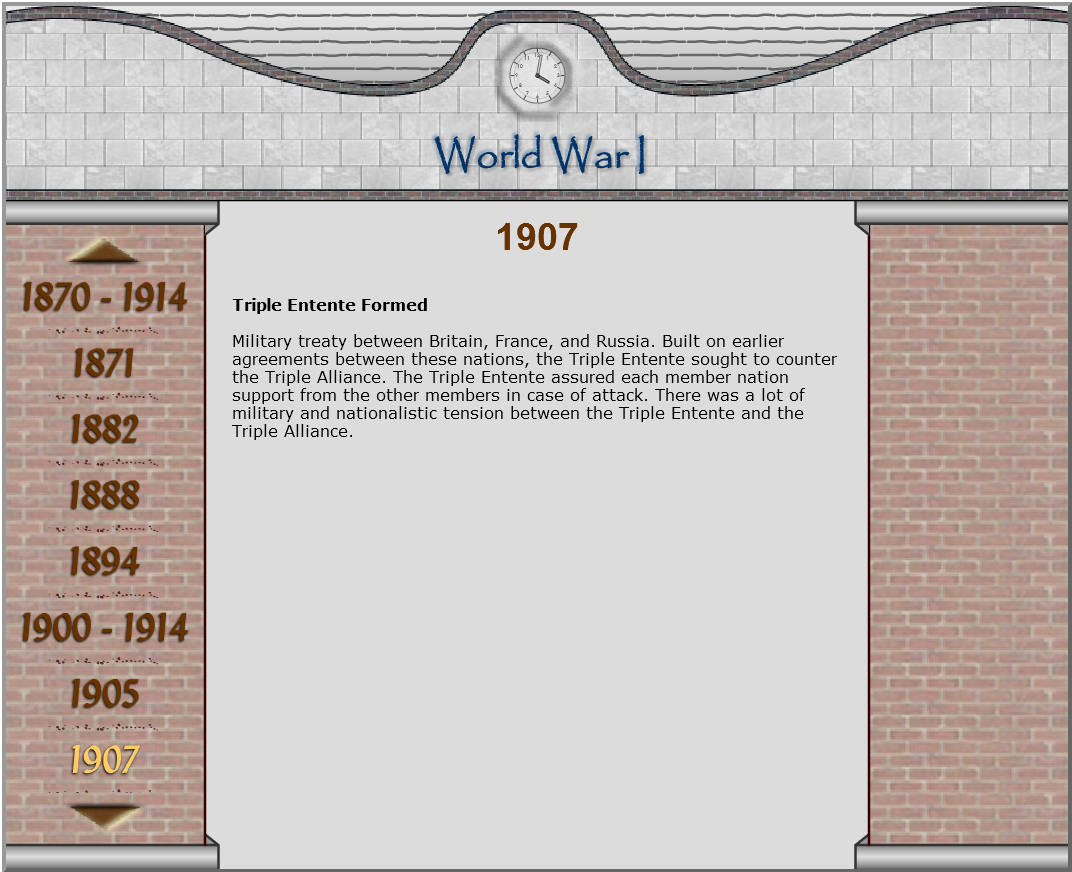 World War I
1907
1870 - 1914
1871
1882
1888
1894
1900 - 1914
1905
1907
Triple Entente Formed
Military treaty between Britain, France, and Russia. Built on earlier
agreements between these nations, the Triple Entente sought to counter
the Triple Alliance. The Triple Entente assured each member nation
support from the other members in case of attack. There was a lot of
military and nationalistic tension between the Triple Entente and the
Triple Alliance.